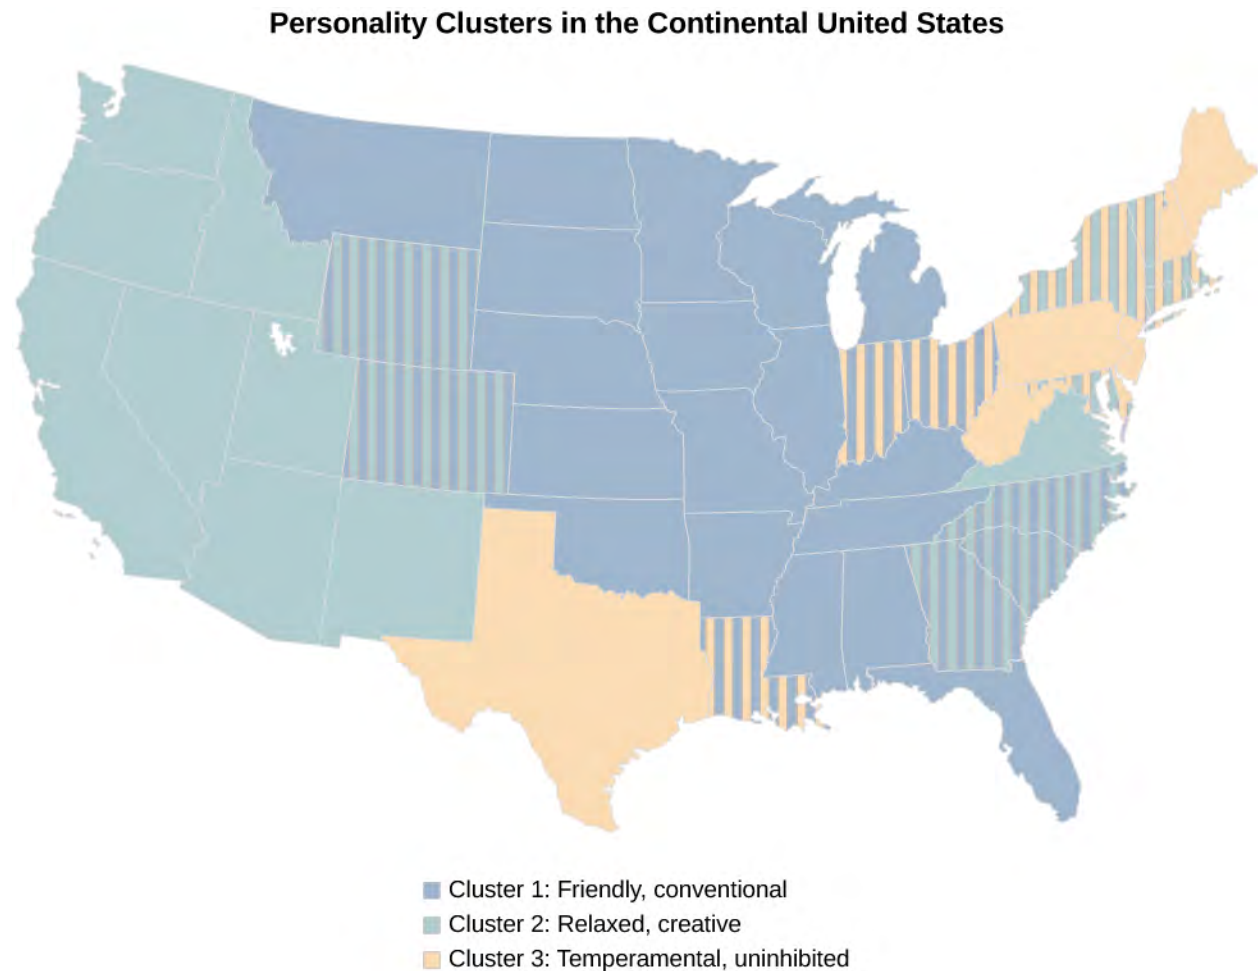 Personality Clusters in the Continental United States
Cluster 1: Friendly, conventional
Cluster 2: Relaxed, creative
Cluster 3: Temperamental, uninhibited